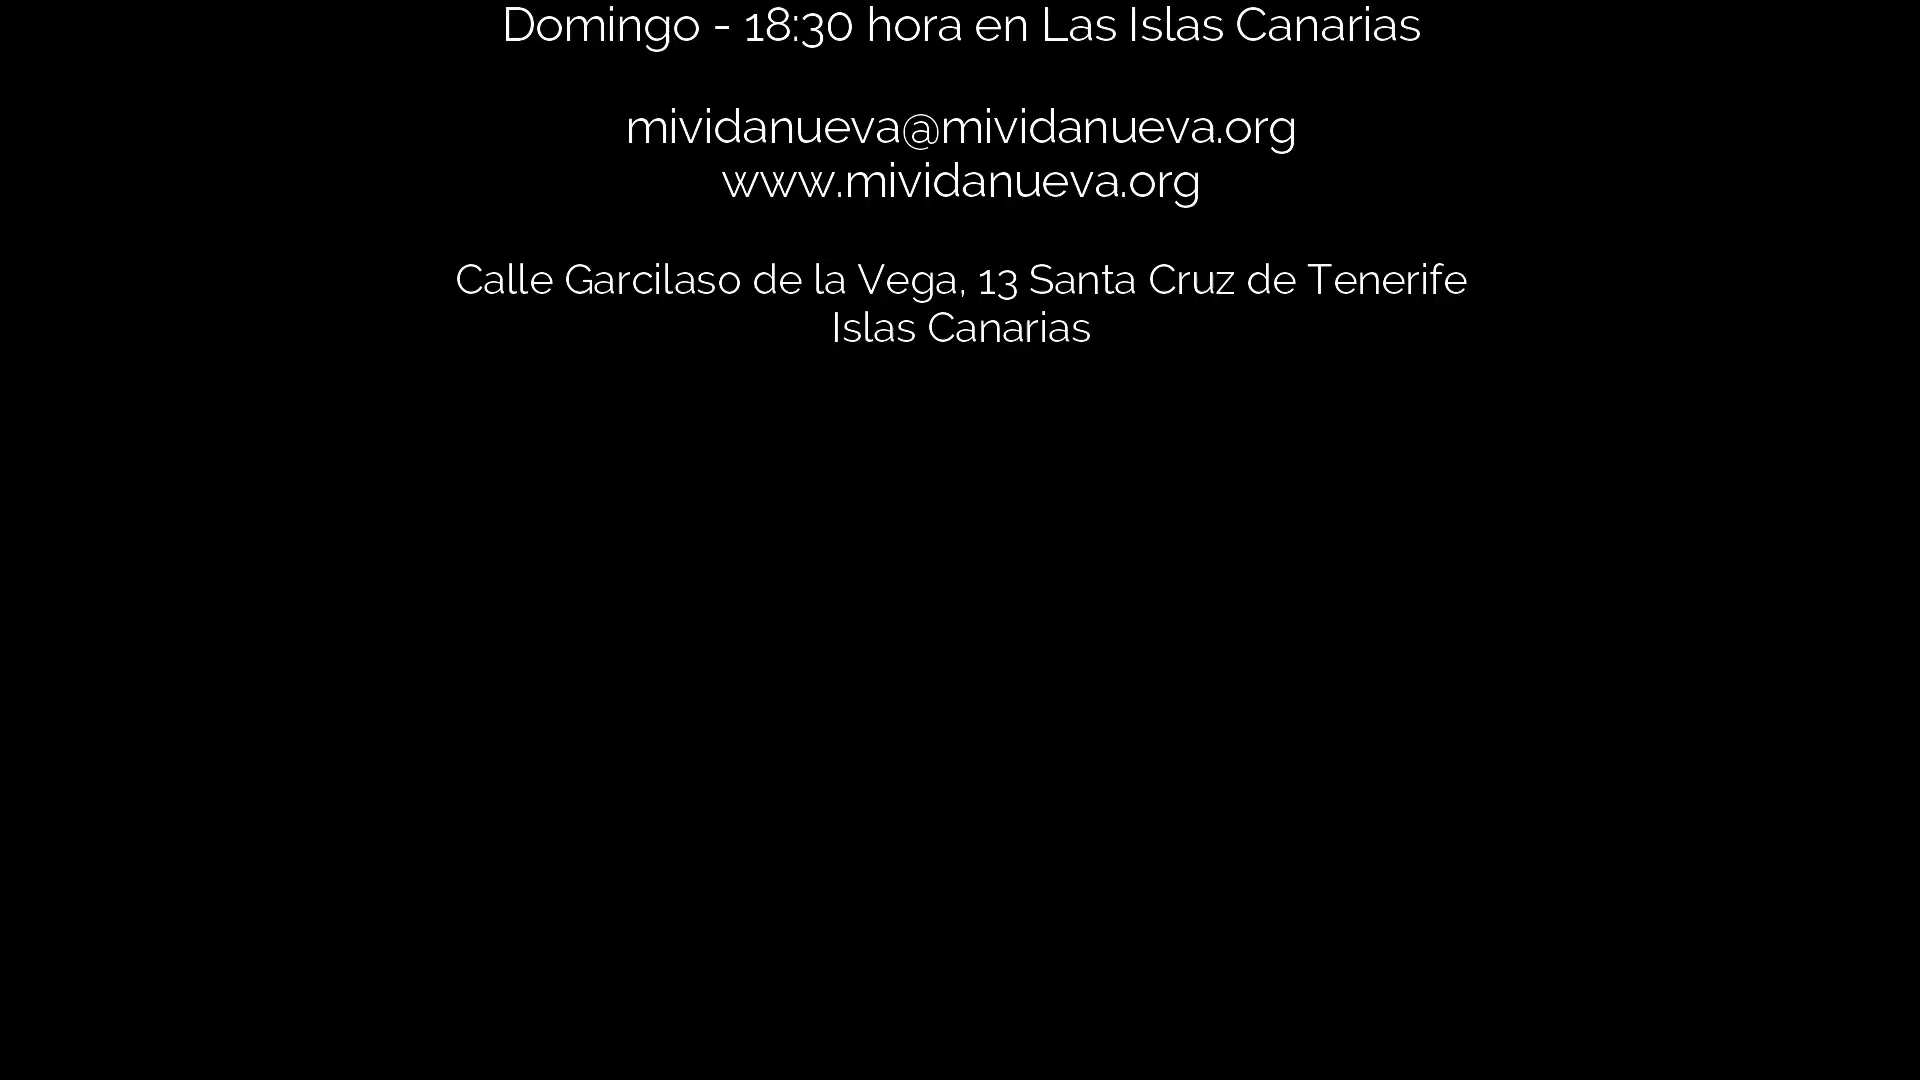 Domingo - 18:30 hora en Las Islas Canarias
mividanueva@mividanueva.org
www.mividanueva.org
Calle Garcilaso de la Vega, 13 Santa Cruz de Tenerife
Islas Canarias